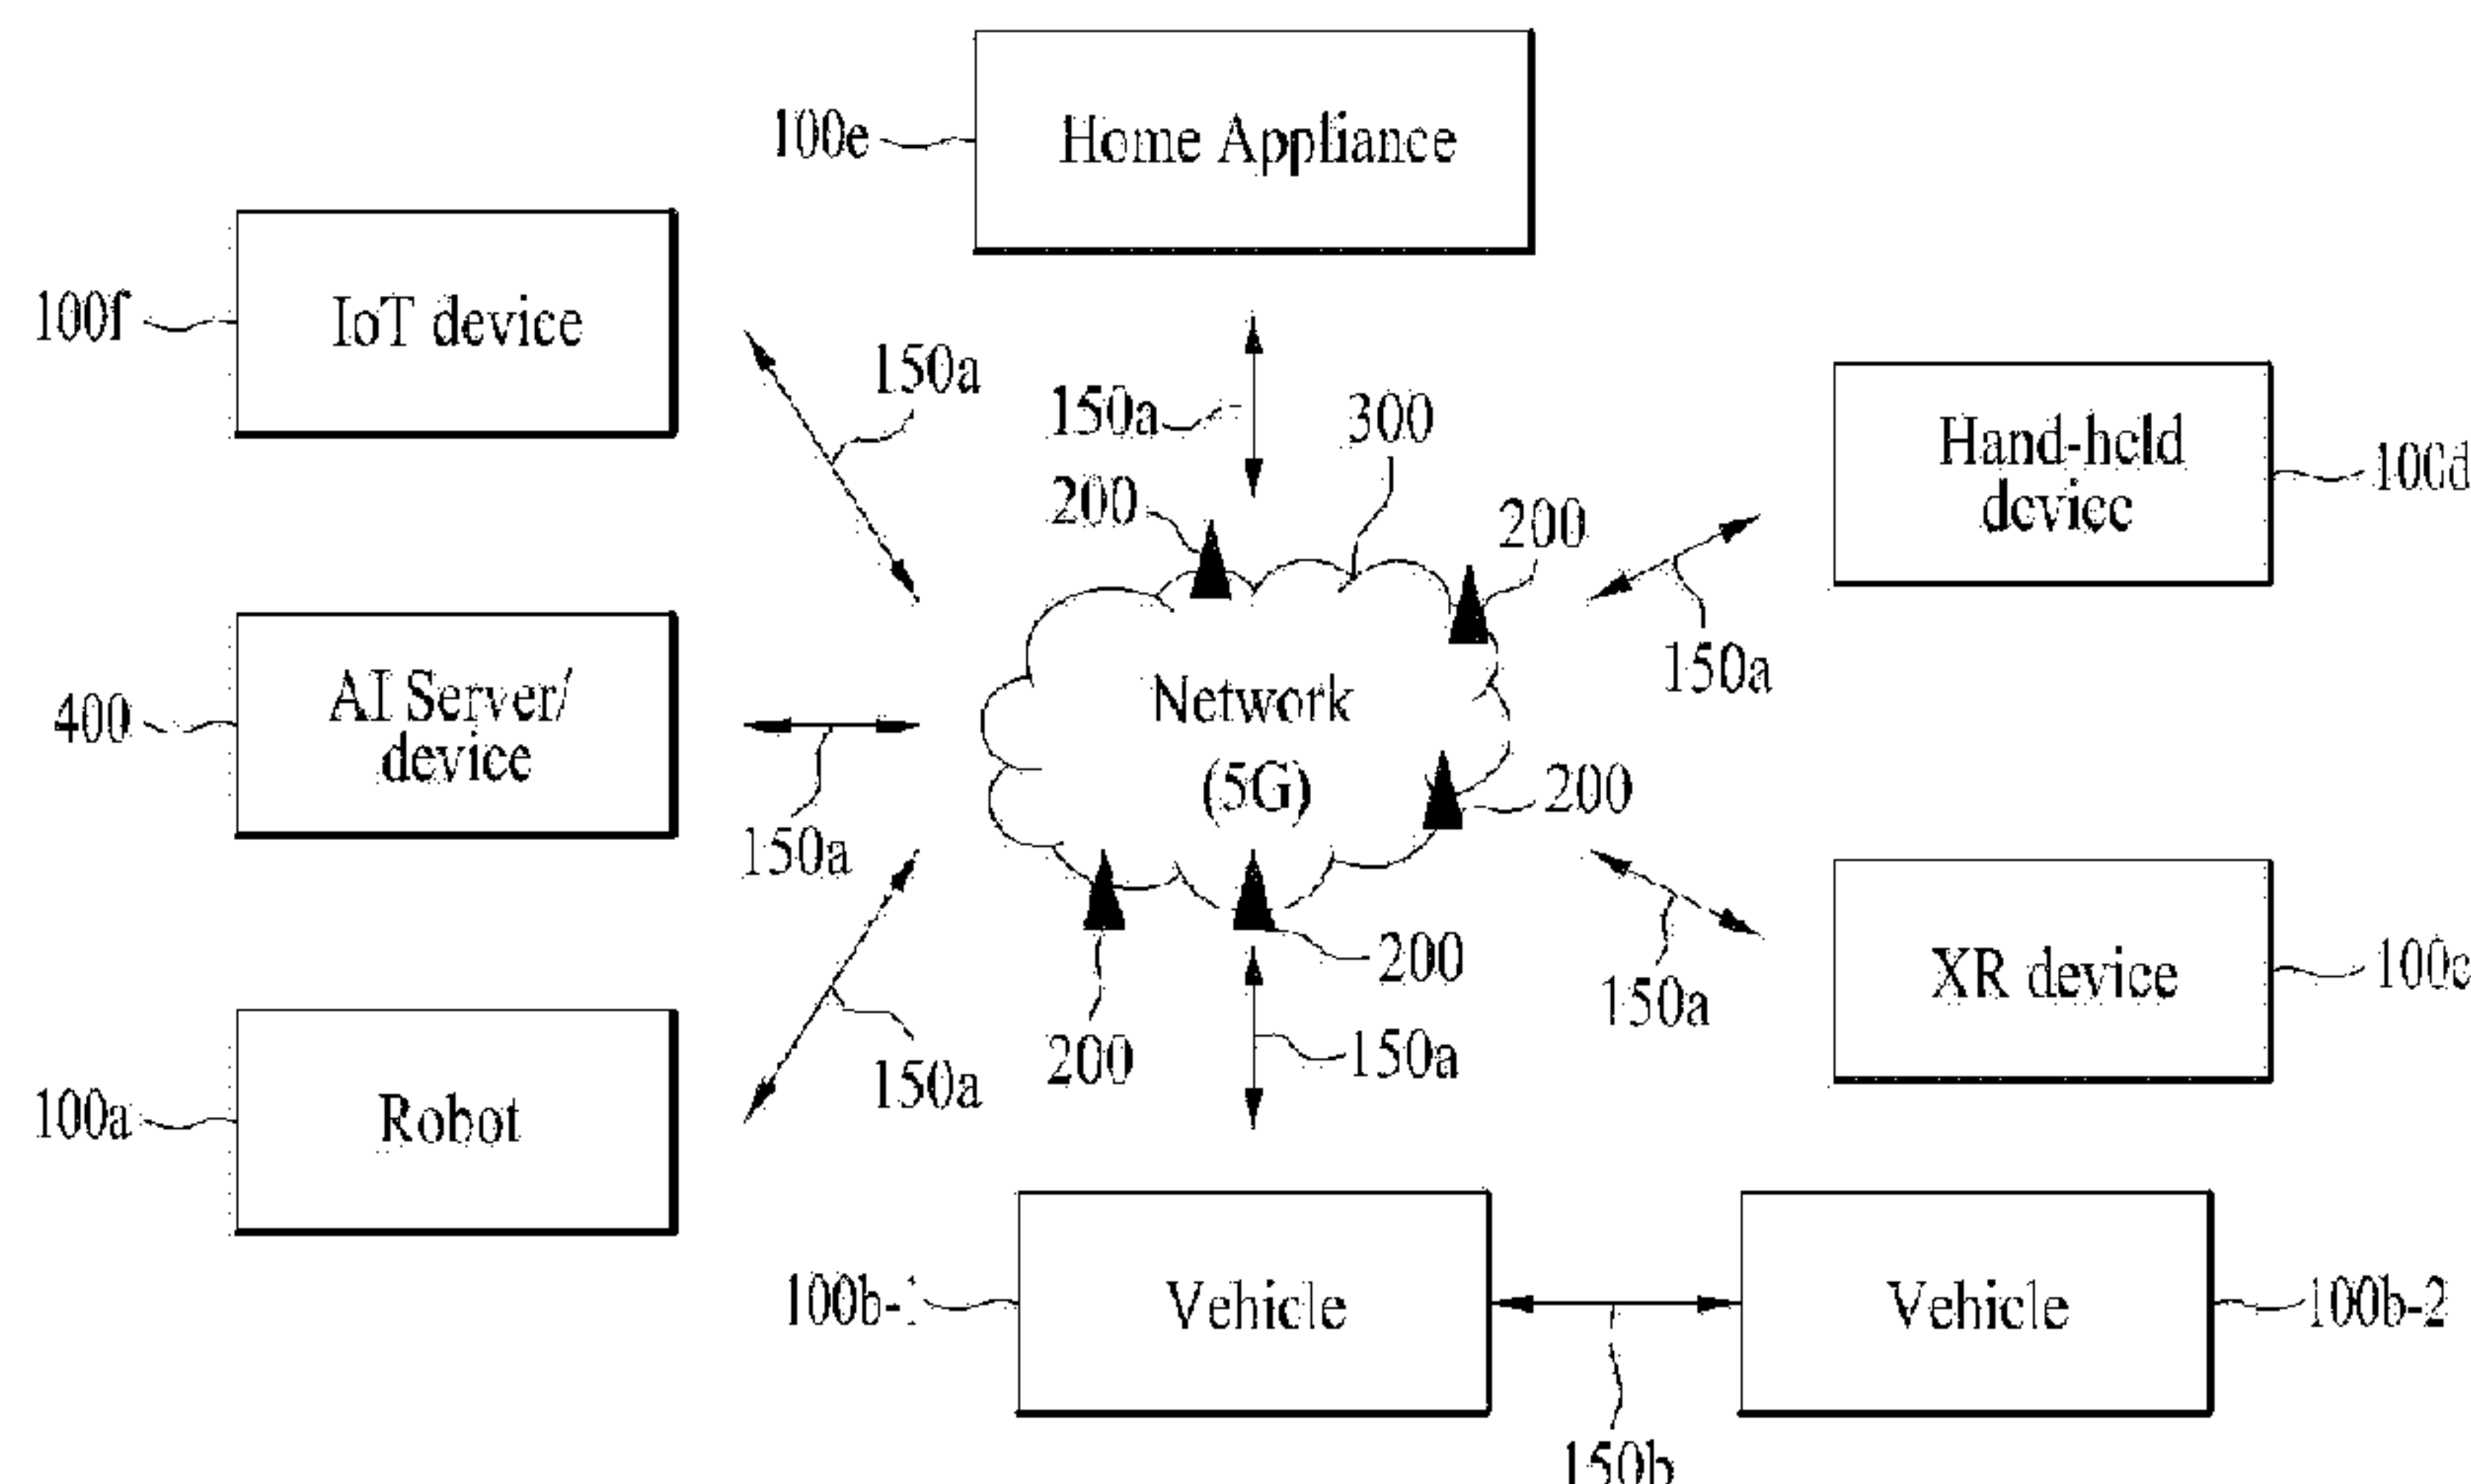 100e
Home Appliance
100f
IoT device
150a
150a
300
Hand-held
device
100d
200
200
150a
400
AI Server/
device
150a
Network
(5G)
200
100a
Robot
150a
200
200
150a
150a
XR device
100c
100b-1
Vehicle
Vehicle
100b-2
150b